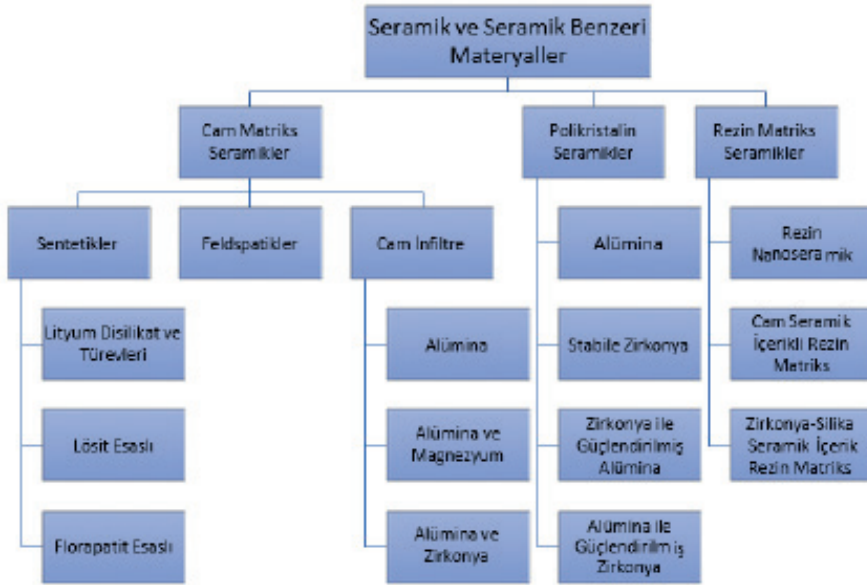 Seramik ve Seramik Benzeri
Materyaller
Cam Matriks
Seramikler
Polikristalin
Seramikler
Rezin Matriks
Seramikler
Sentetikler
Feldspatikler
Cam İnfiltre
Alümina
Rezin
Nanoseramik
Lityum Disilikat ve
Türevleri
Alümina
Stabile Zirkonya
Cam Seramik
İçerikli Rezin
Matriks
Lösit Esaslı
Alümina ve
Magnezyum
Zirkonya ile
Güçlendirilmiş
Alümina
Zirkonya-Silika
Seramik İçerik
Rezin Matriks
Florapatit Esaslı
Alümina ve
Zirkonya
Alümina ile
Güçlendirilmiş
Zirkonya